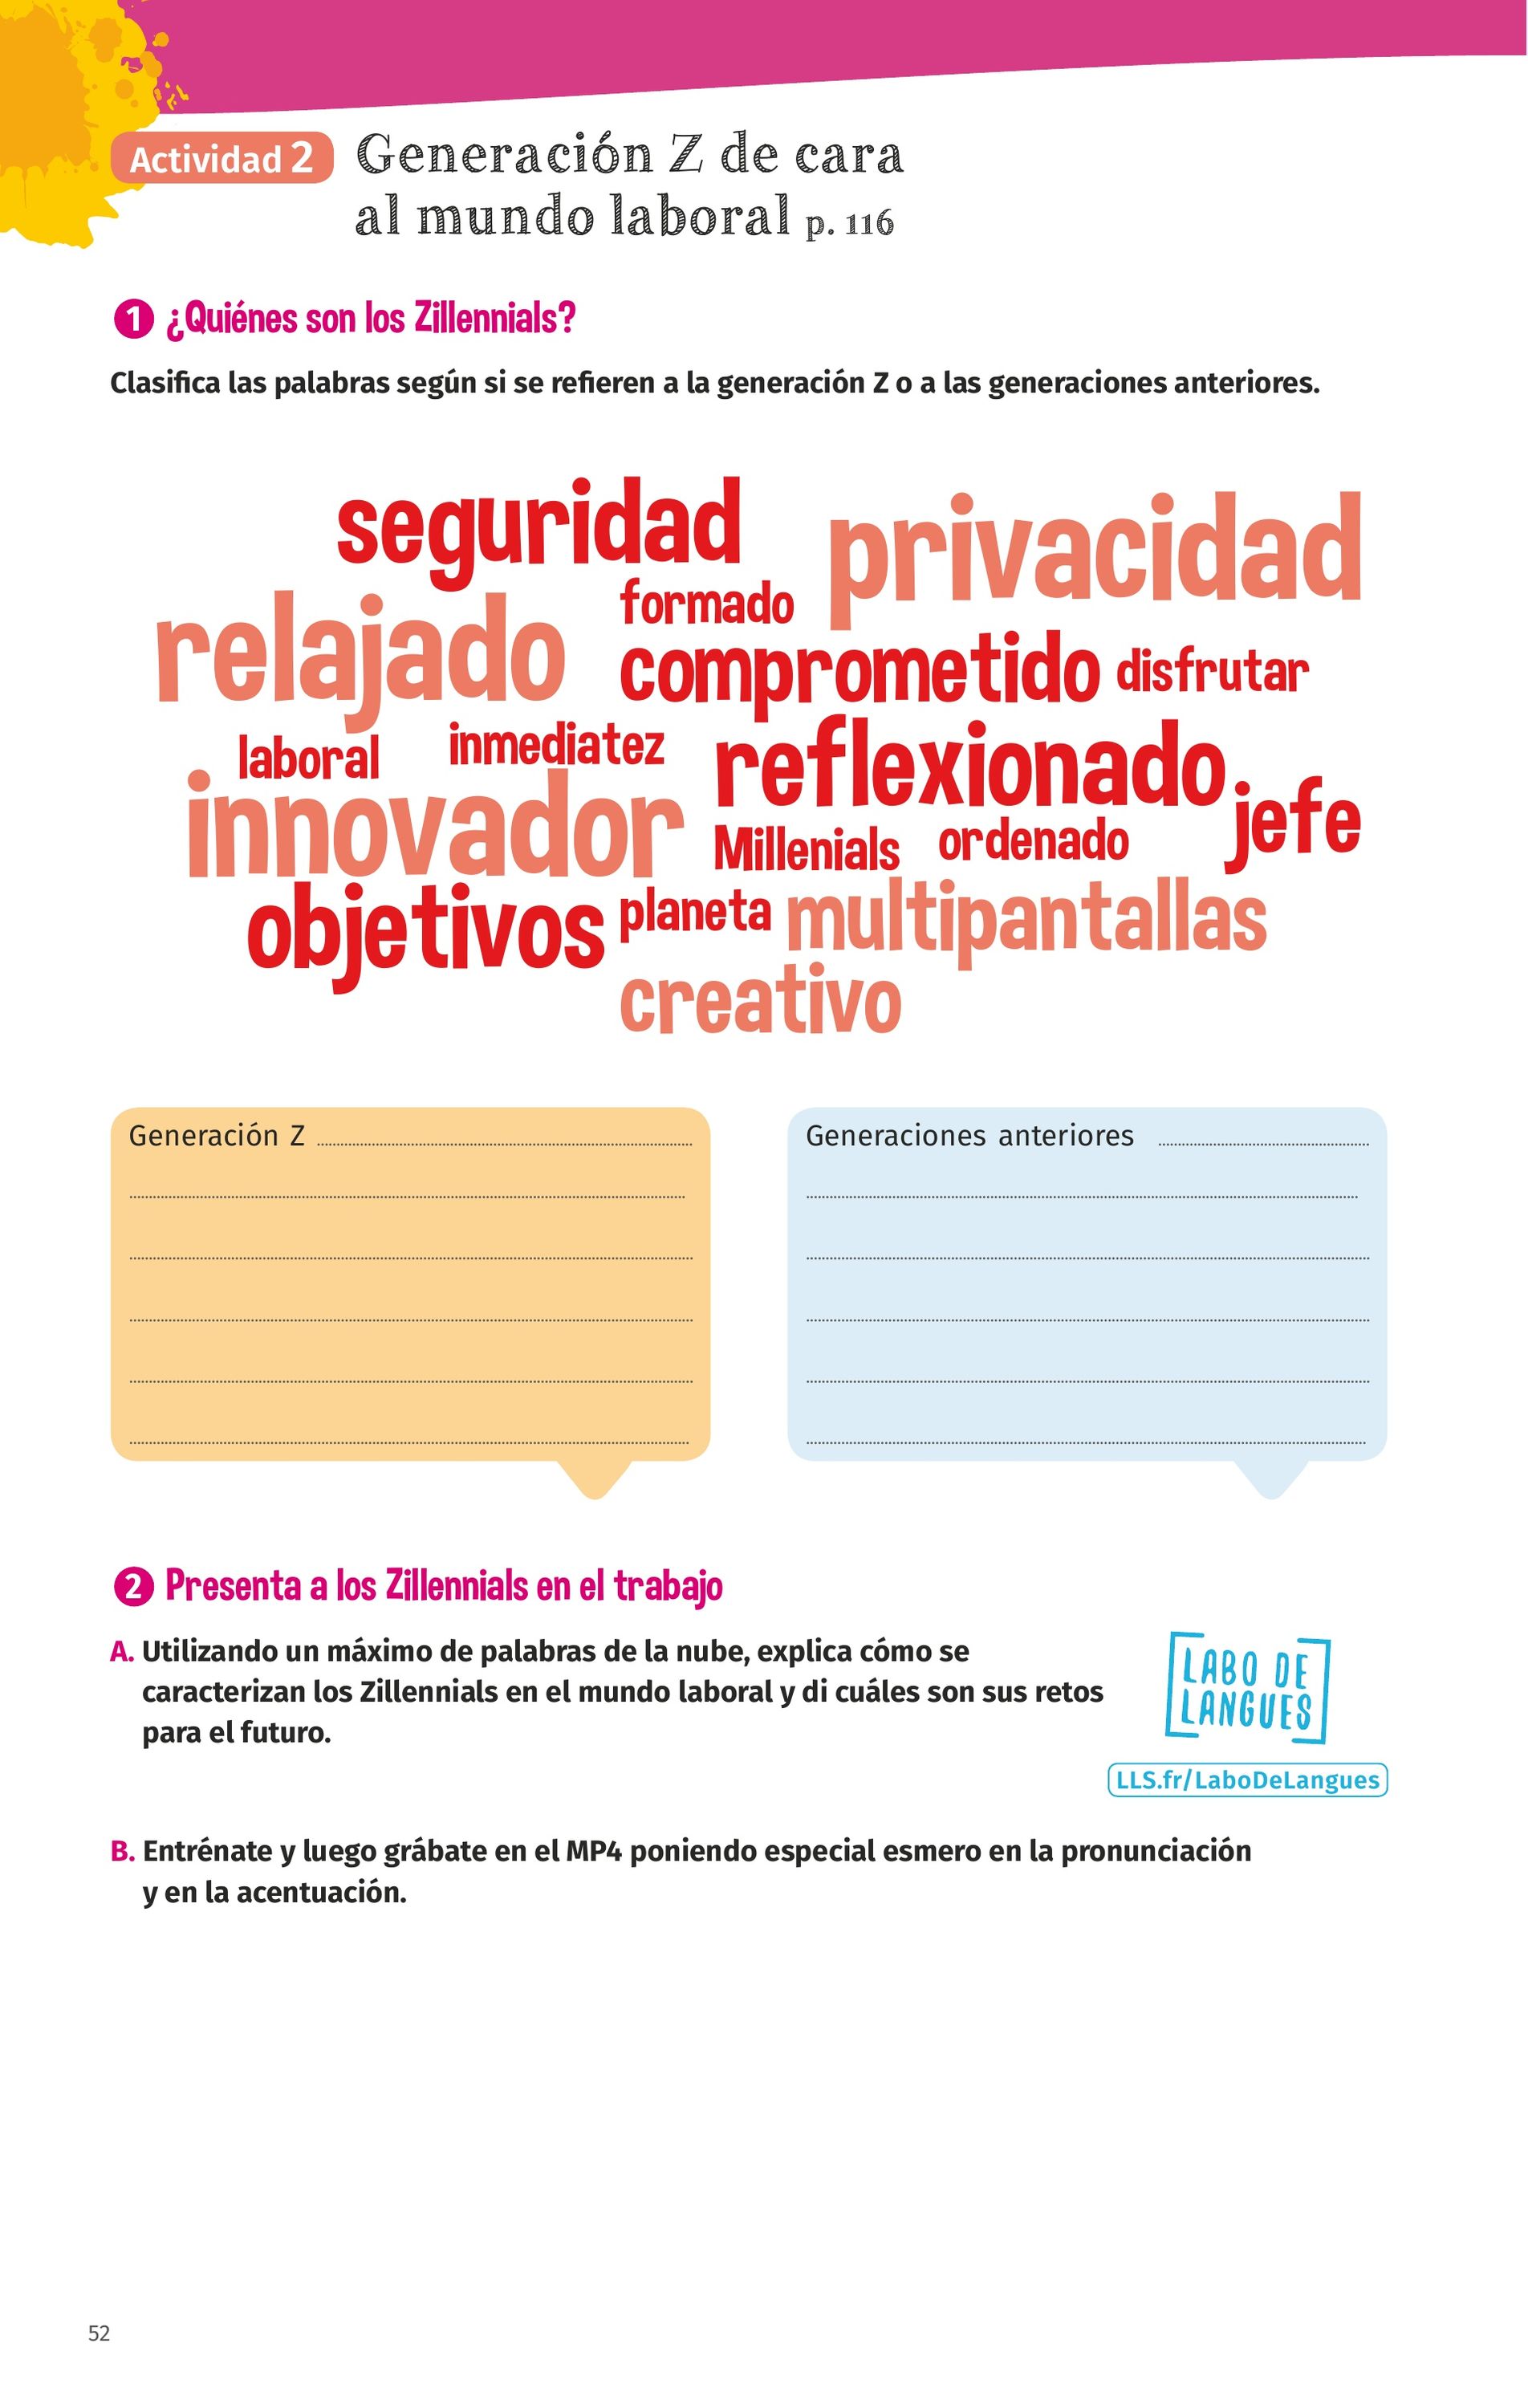 Actividad 2
Generación Z de cara
al mundo laboral p. 116
1 ¿Quiénes son los Zillennials?
Clasifica las palabras según si se refieren a la generación Z o a las generaciones anteriores.
seguridad
privacidad
formado
relajado
comprometido
disfrutar
laboral
inmediatez
reflexionado
innovador
jefe
Millenials
ordenado
objetivos
planeta
multipantallas
creativo
Generación Z
Generaciones anteriores
2 Presenta a los Zillennials en el trabajo
A. Utilizando un máximo de palabras de la nube, explica cómo se
caracterizan los Zillennials en el mundo laboral y di cuáles son sus retos
para el futuro.
LABO DE
LANGUES
LLS.fr/LaboDeLangues
B. Entrénate y luego grábate en el MP4 poniendo especial esmero en la pronunciación
y en la acentuación.
52